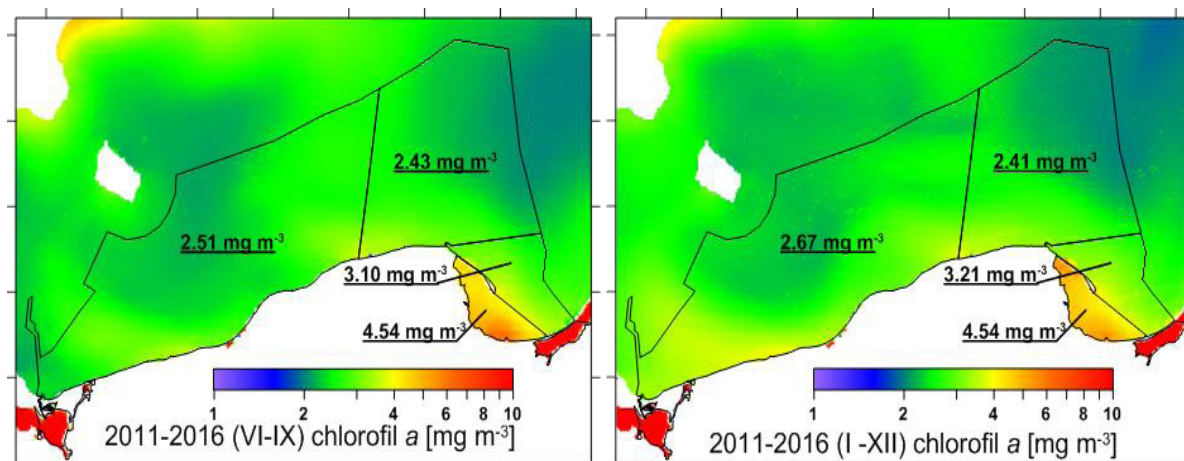 2.43 mg m⁻³
2.51 mg m⁻³
3.10 mg m⁻³
4.54 mg m⁻³
1 2 4 6 8 10
2011-2016 (VI-IX) chlorofil a [mg m⁻³]
2.41 mg m⁻³
2.67 mg m⁻³
3.21 mg m⁻³
4.54 mg m⁻³
1 2 4 6 8 10
2011-2016 (I -XII) chlorofil a [mg m⁻³]